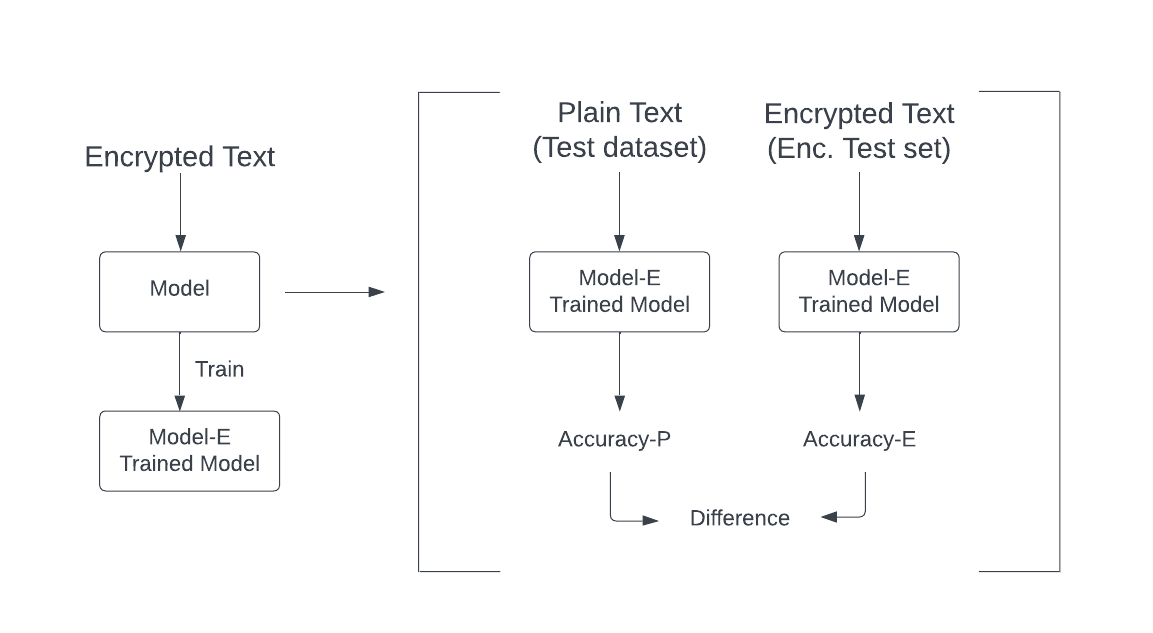 Encrypted Text
Model
Train
Model-E
Trained Model
Plain Text
(Test dataset)
Model-E
Trained Model
Accuracy-P
Encrypted Text
(Enc. Test set)
Model-E
Trained Model
Accuracy-E
Difference